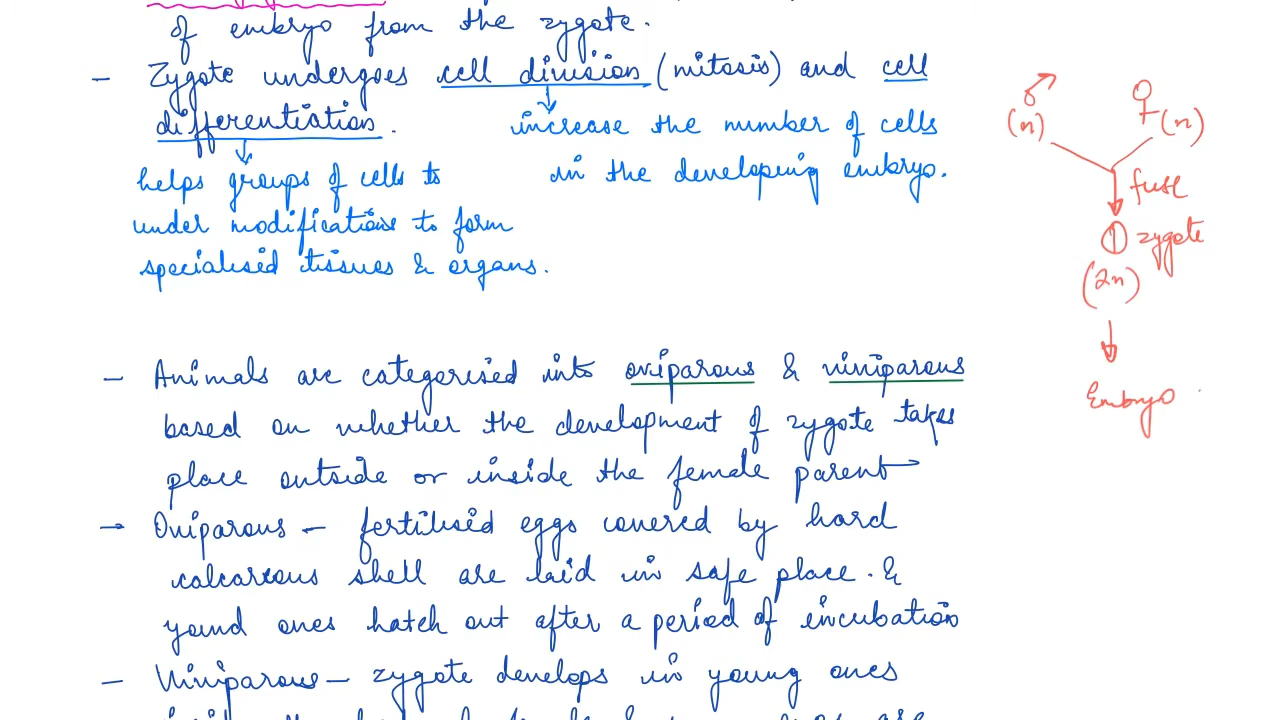 of embryo from the zygote.
- Zygote undergoes cell division (mitosis) and cell
differentiation.
increase the number of cells
in the developing embryo.
helps groups of cells to
under modifications to form
specialised tissues & organs.
♂ ♀
(n) (n)
fuse
zygote
(2n)
Embryo
- Animals are categorised into oviparous & viviparous
based on whether the development of zygote takes
place outside or inside the female parent
→ Oviparous - fertilised eggs covered by hard
calcareous shell are laid in safe place. &
yound ones hatch out after a period of incubation
- Viviparous - zygote develops in young ones